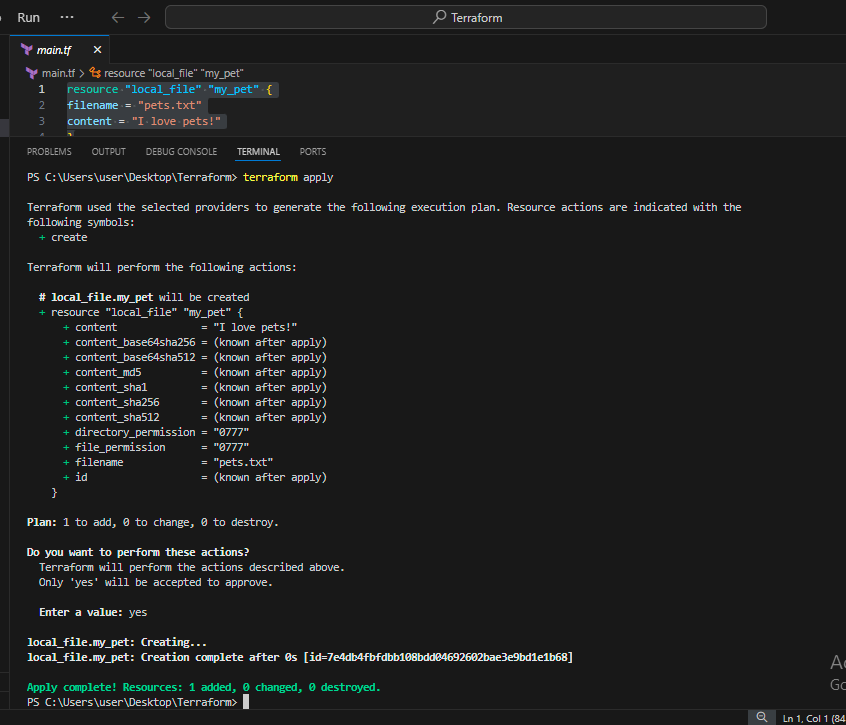 Run ··· ← → Terraform
main.tf ×
main.tf > resource "local_file" "my_pet"
1 resource "local_file" "my_pet" {
2 filename = "pets.txt"
3 content = "I love pets!"
PROBLEMS OUTPUT DEBUG CONSOLE TERMINAL PORTS
PS C:\Users\user\Desktop\Terraform> terraform apply
Terraform used the selected providers to generate the following execution plan. Resource actions are indicated with the
following symbols:
+ create
Terraform will perform the following actions:
# local_file.my_pet will be created
+ resource "local_file" "my_pet" {
+ content = "I love pets!"
+ content_base64sha256 = (known after apply)
+ content_base64sha512 = (known after apply)
+ content_md5 = (known after apply)
+ content_sha1 = (known after apply)
+ content_sha256 = (known after apply)
+ content_sha512 = (known after apply)
+ directory_permission = "0777"
+ file_permission = "0777"
+ filename = "pets.txt"
+ id = (known after apply)
}
Plan: 1 to add, 0 to change, 0 to destroy.
Do you want to perform these actions?
Terraform will perform the actions described above.
Only 'yes' will be accepted to approve.
Enter a value: yes
local_file.my_pet: Creating...
local_file.my_pet: Creation complete after 0s [id=7e4db4fbfdbb108bdd04692602bae3e9bd1e1b68]
Apply complete! Resources: 1 added, 0 changed, 0 destroyed.
PS C:\Users\user\Desktop\Terraform>
Ln 1, Col 1 (84